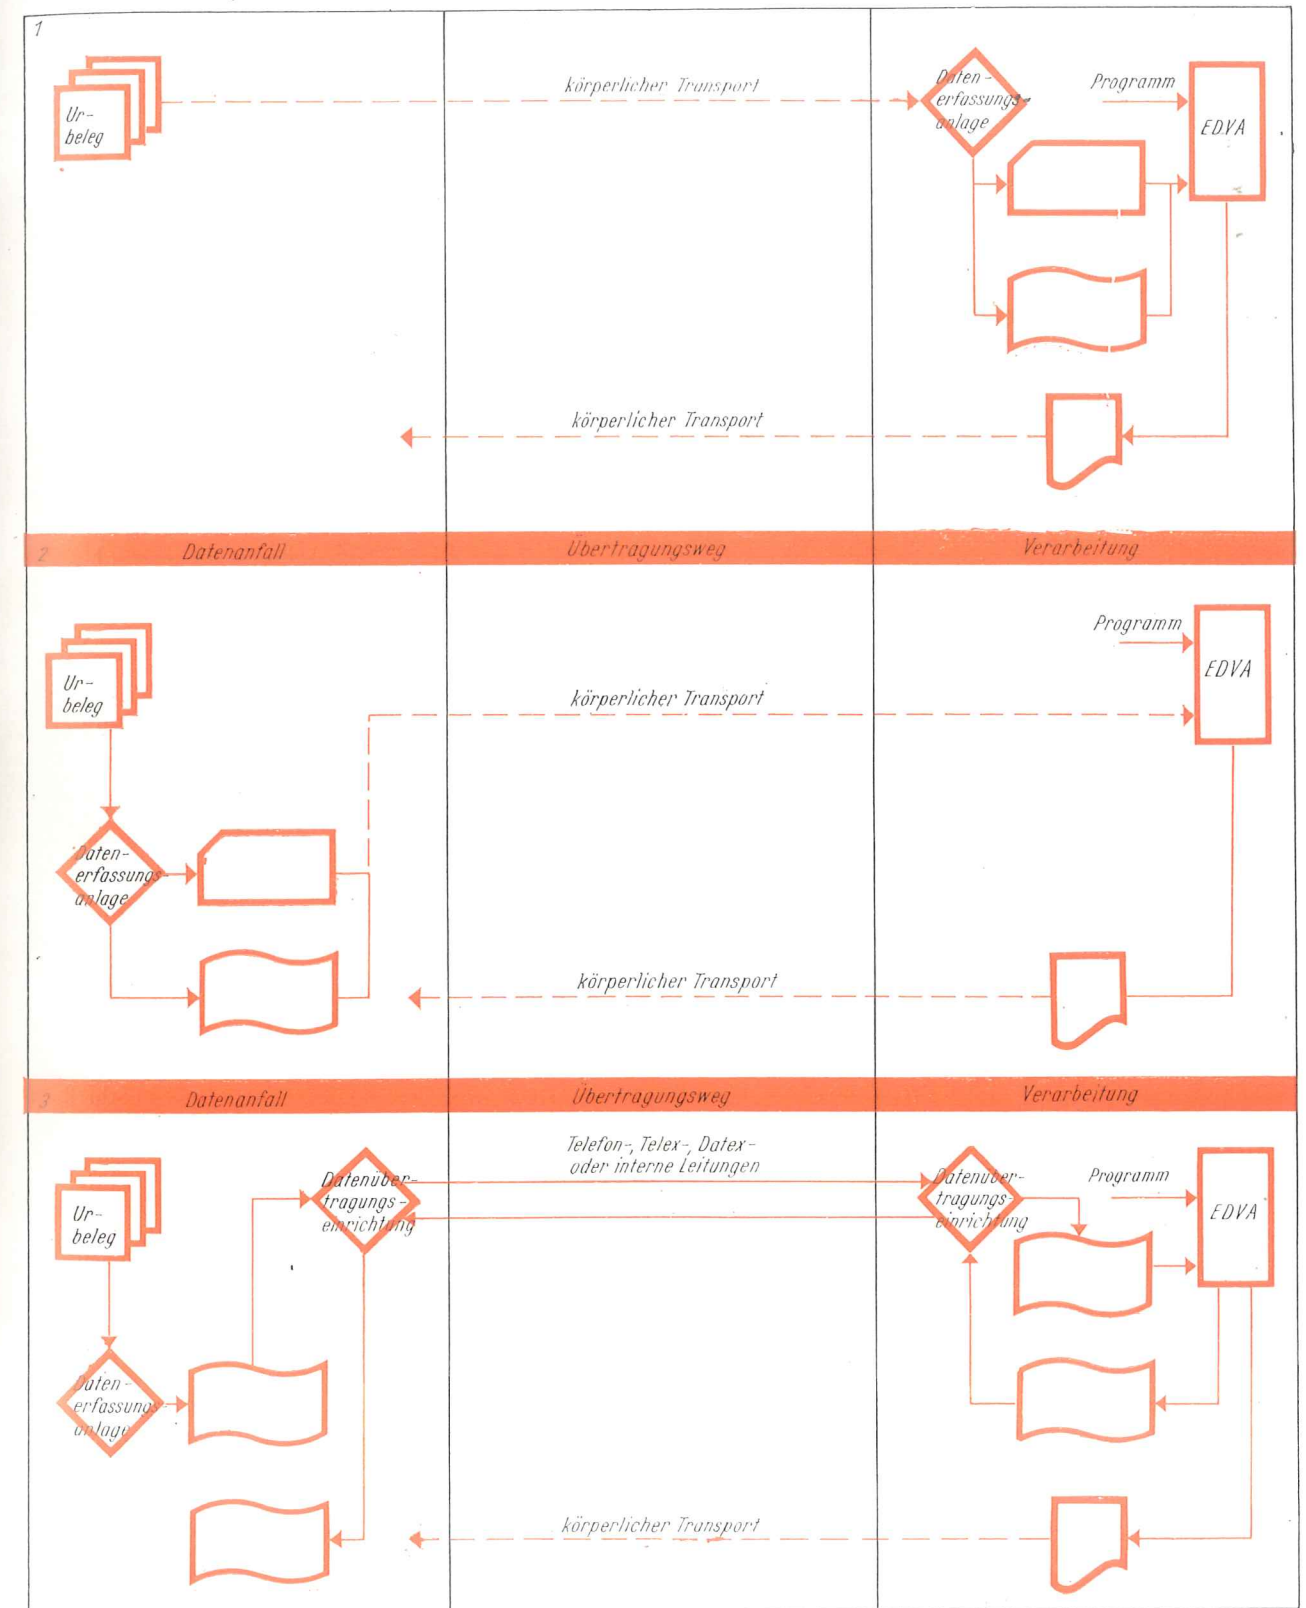 1
Ur-
beleg
körperlicher Transport
Daten-
erfassungs-
anlage
Programm
EDVA
körperlicher Transport
2
Datenanfall
Übertragungsweg
Verarbeitung
Ur-
beleg
körperlicher Transport
Programm
EDVA
Daten-
erfassungs-
anlage
körperlicher Transport
3
Datenanfall
Übertragungsweg
Verarbeitung
Ur-
beleg
Datenüber-
tragungs-
einrichtung
Telefon-, Telex-, Datex-
oder interne Leitungen
Datenüber-
tragungs-
einrichtung
Programm
EDVA
Daten-
erfassungs-
anlage
körperlicher Transport